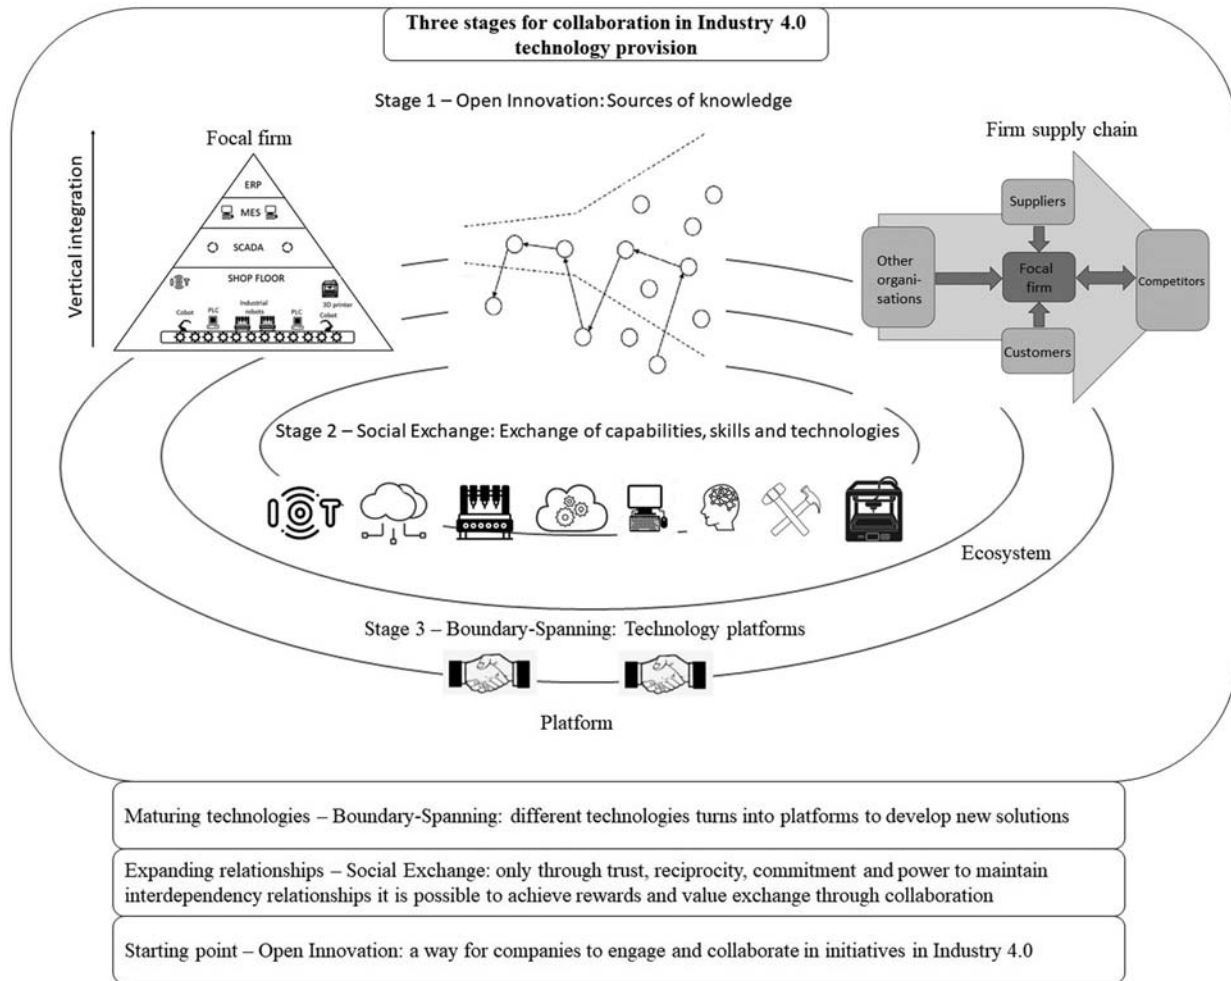 Three stages for collaboration in Industry 4.0
technology provision
Stage 1 – Open Innovation: Sources of knowledge
Vertical integration
Focal firm
ERP
MES
SCADA
SHOP FLOOR
IOT
3D printer
Cobot
PLC
Industrial
robots
PLC
Cobot
Firm supply chain
Suppliers
Other
organi-
sations
Focal
firm
Competitors
Customers
Stage 2 – Social Exchange: Exchange of capabilities, skills and technologies
IOT
Ecosystem
Stage 3 – Boundary-Spanning: Technology platforms
Platform
Maturing technologies – Boundary-Spanning: different technologies turns into platforms to develop new solutions
Expanding relationships – Social Exchange: only through trust, reciprocity, commitment and power to maintain
interdependency relationships it is possible to achieve rewards and value exchange through collaboration
Starting point – Open Innovation: a way for companies to engage and collaborate in initiatives in Industry 4.0